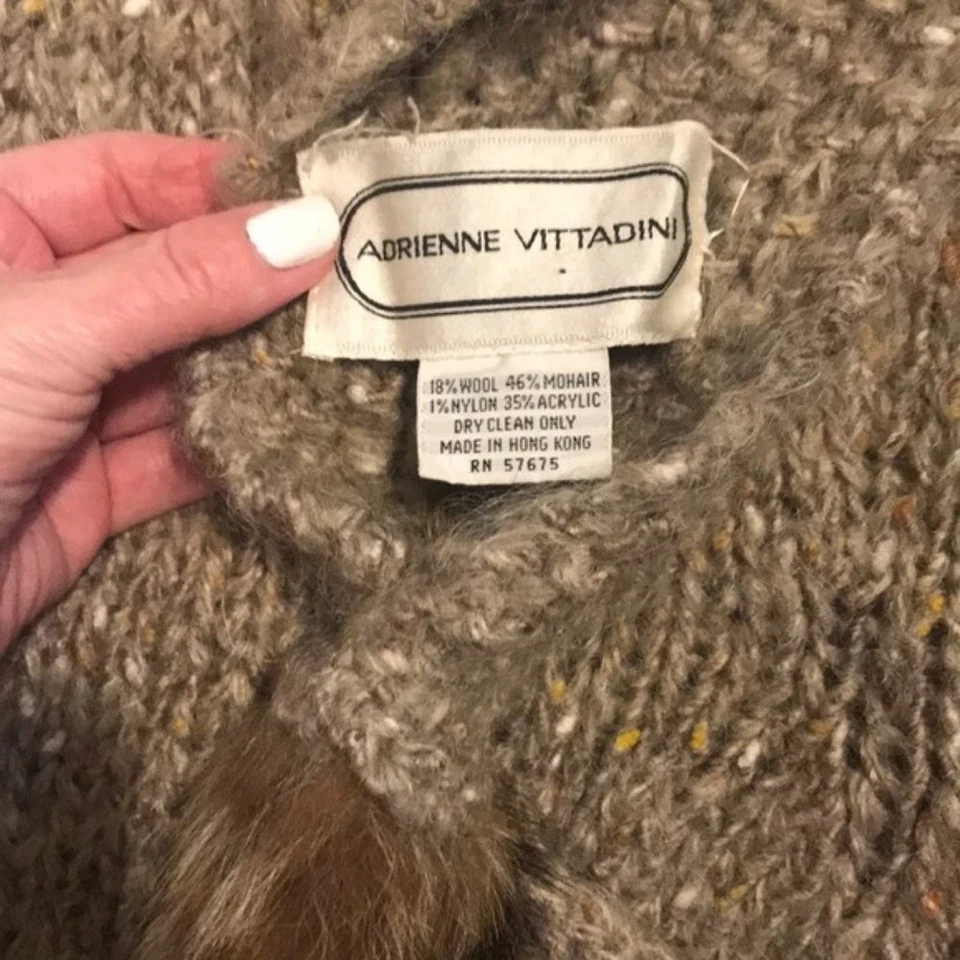 ADRIENNE VITTADINI
18% WOOL 46% MOHAIR
1% NYLON 35% ACRYLIC
DRY CLEAN ONLY
MADE IN HONG KONG
RN 57675